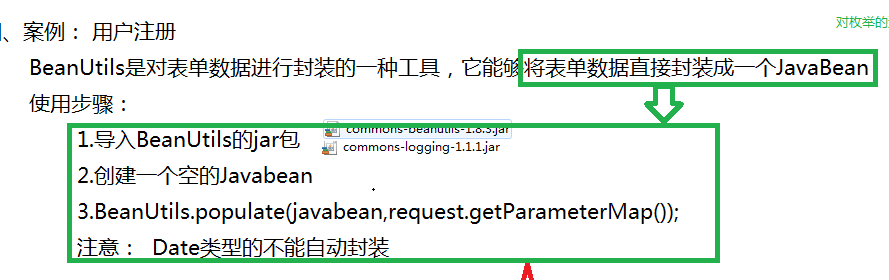 对枚举的
、案例： 用户注册
BeanUtils是对表单数据进行封装的一种工具，它能够将表单数据直接封装成一个JavaBean
使用步骤：
1.导入BeanUtils的jar包
commons-beanutils-1.8.3.jar
commons-logging-1.1.1.jar
2.创建一个空的Javabean
3.BeanUtils.populate(javabean,request.getParameterMap());
注意： Date类型的不能自动封装